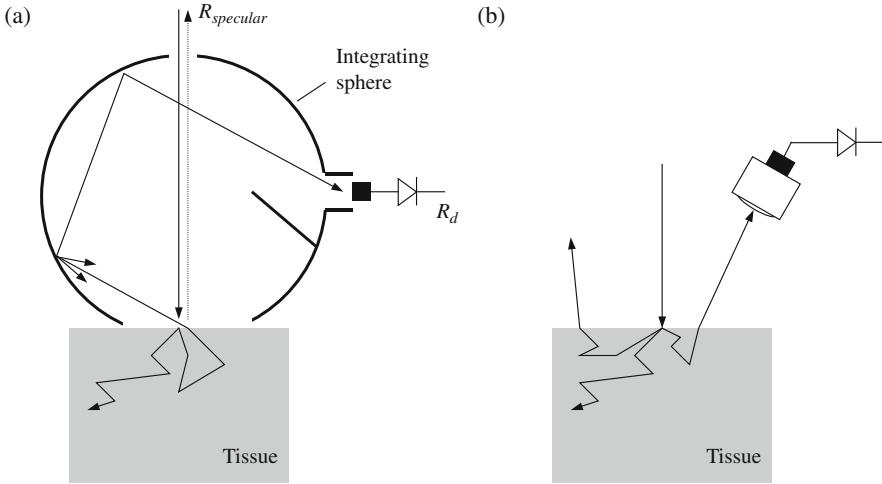 (a)
R_specular
Integrating
sphere
R_d
Tissue
(b)
Tissue